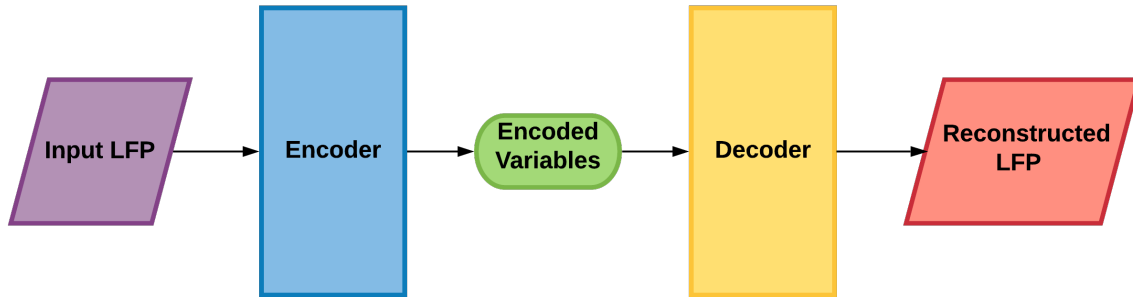 Input LFP
Encoder
Encoded
Variables
Decoder
Reconstructed
LFP